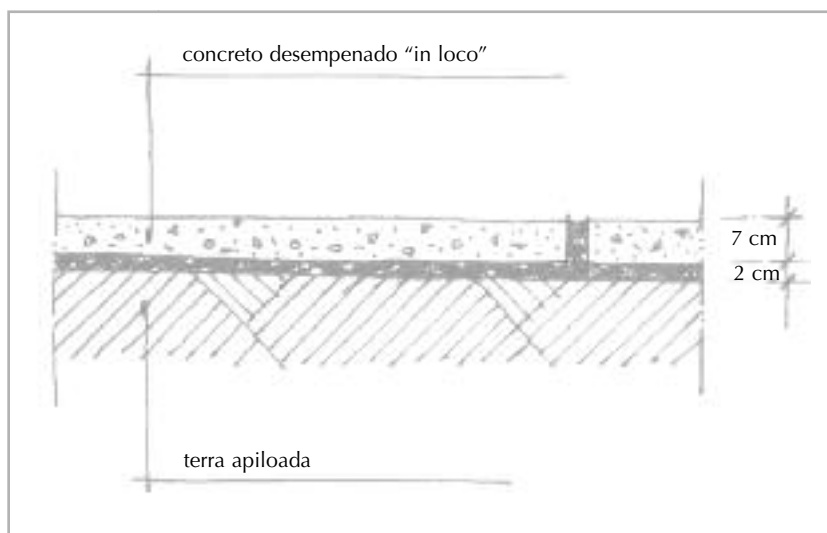 concreto desempenado “in loco”
7 cm
2 cm
terra apiloada